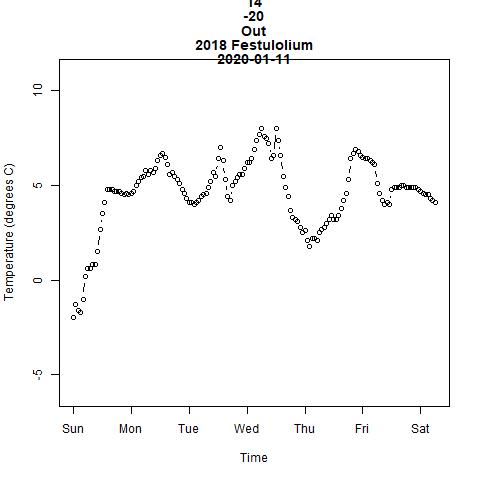 14
-20
Out
2018 Festulolium
2020-01-11
Temperature (degrees C)
10
5
0
-5
Sun Mon Tue Wed Thu Fri Sat
Time